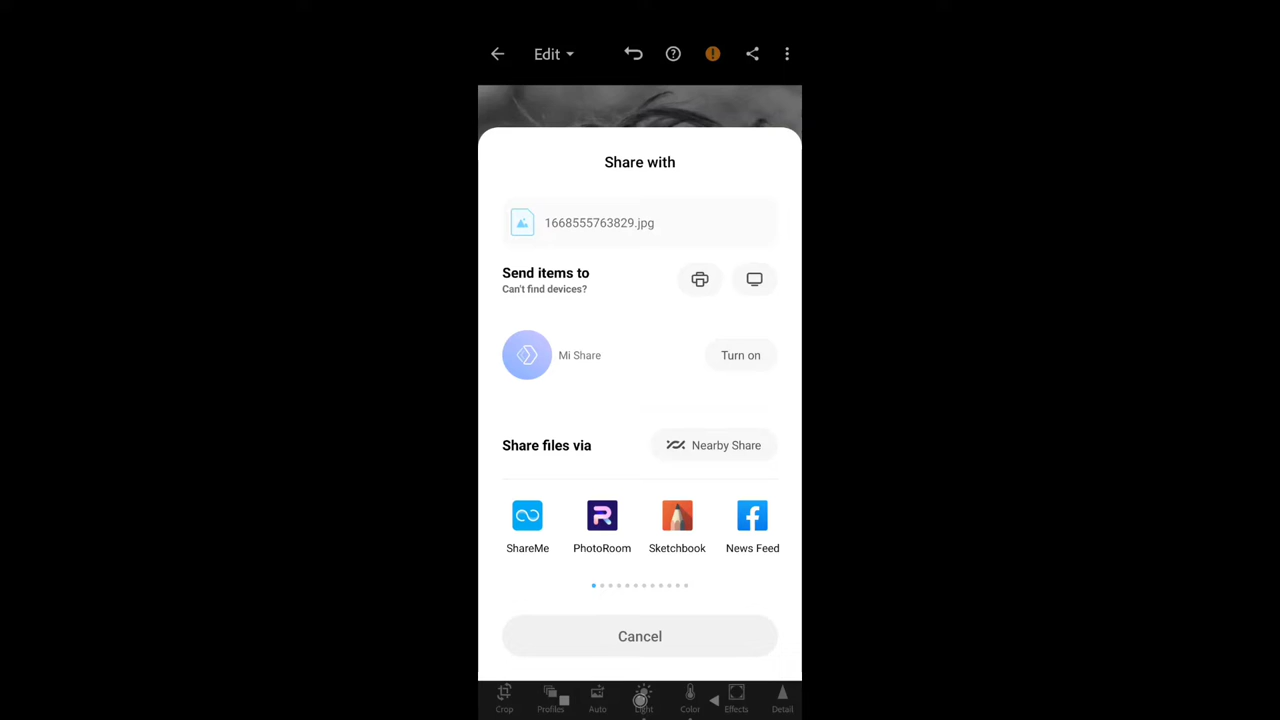 Edit
Share with
1668555763829.jpg
Send items to
Can't find devices?
Mi Share
Turn on
Share files via
Nearby Share
ShareMe
PhotoRoom
Sketchbook
News Feed
Cancel
Crop
Profiles
Auto
Light
Color
Effects
Detail